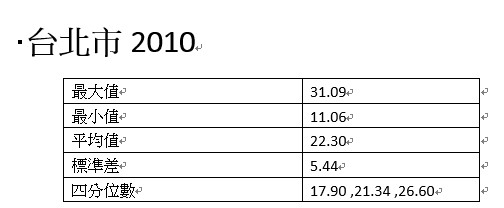 ·台北市 2010
最大值 31.09
最小值 11.06
平均值 22.30
標準差 5.44
四分位數 17.90 ,21.34 ,26.60